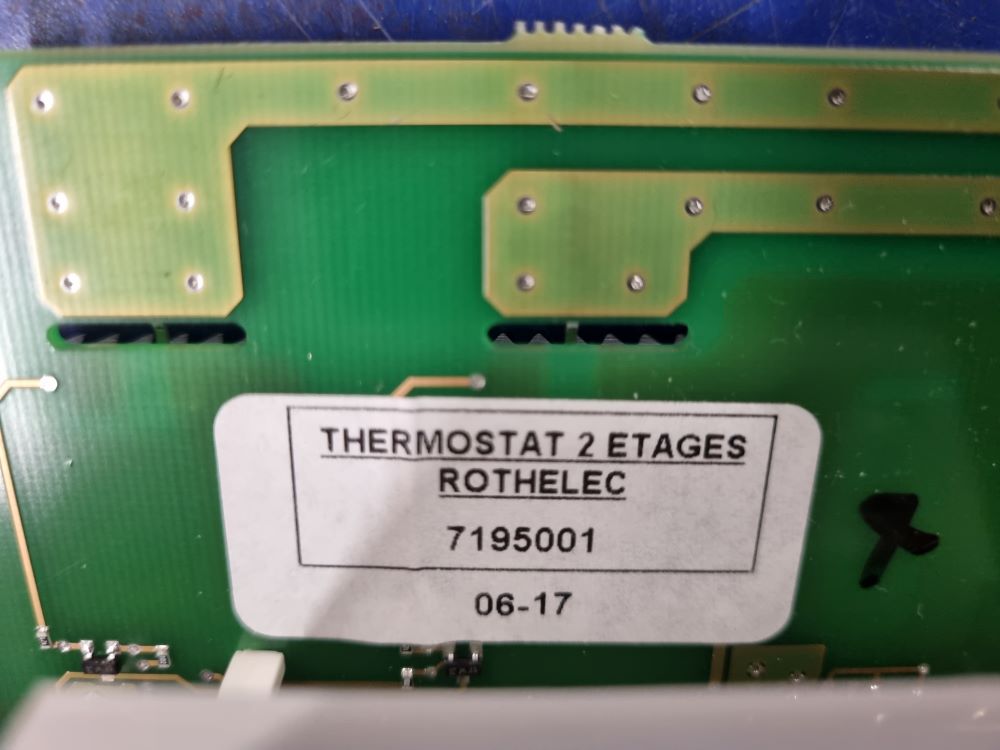 THERMOSTAT 2 ETAGES
ROTHELEC
7195001
06-17